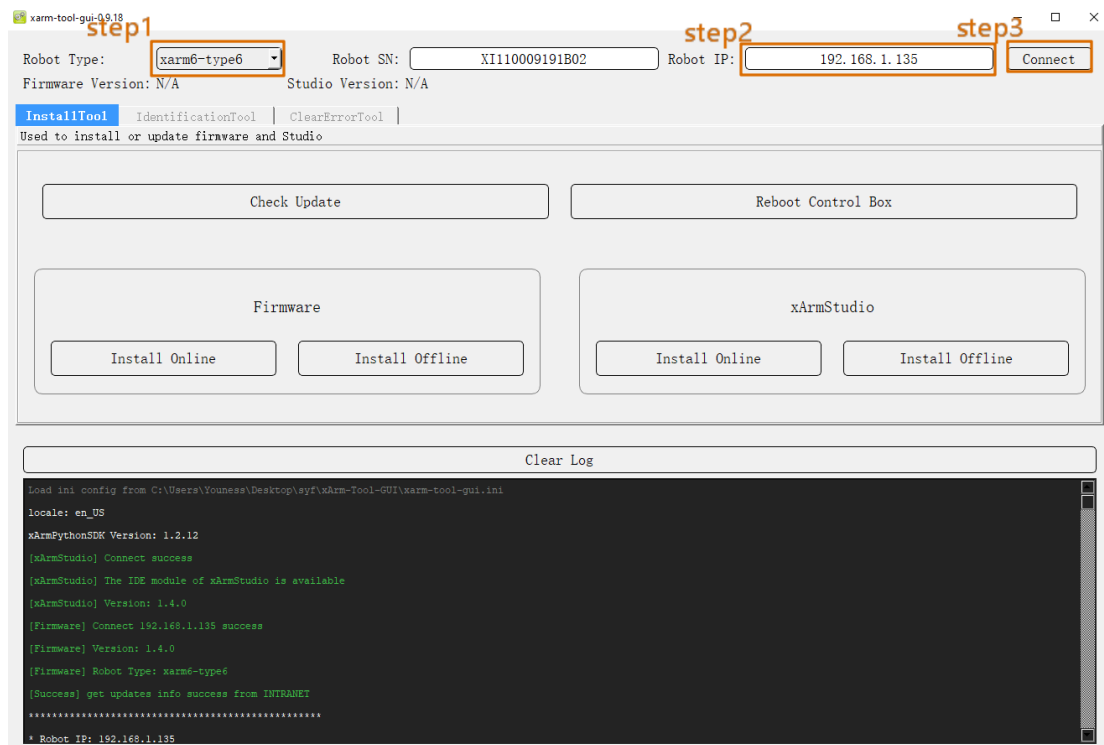 xarm-tool-gui-0.9.18
step1
step2
step3
Robot Type: xarm6-type6 Robot SN: XI110009191B02 Robot IP: 192.168.1.135 Connect
Firmware Version: N/A Studio Version: N/A
InstallTool IdentificationTool ClearErrorTool
Used to install or update firmware and Studio
Check Update Reboot Control Box
Firmware xArmStudio
Install Online Install Offline Install Online Install Offline
Clear Log
Load ini config from C:\Users\Youness\Desktop\syf\xArm-Tool-GUI\xarm-tool-gui.ini
locale: en_US
xArmPythonSDK Version: 1.2.12
[xArmStudio] Connect success
[xArmStudio] The IDE module of xArmStudio is available
[xArmStudio] Version: 1.4.0
[Firmware] Connect 192.168.1.135 success
[Firmware] Version: 1.4.0
[Firmware] Robot Type: xarm6-type6
[Success] get updates info success from INTRANET
**************************************************
* Robot IP: 192.168.1.135